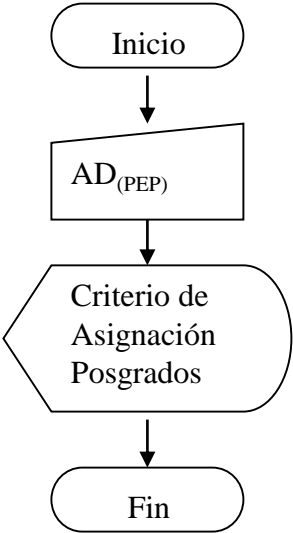 Inicio
AD(PEP)
Criterio de
Asignación
Posgrados
Fin